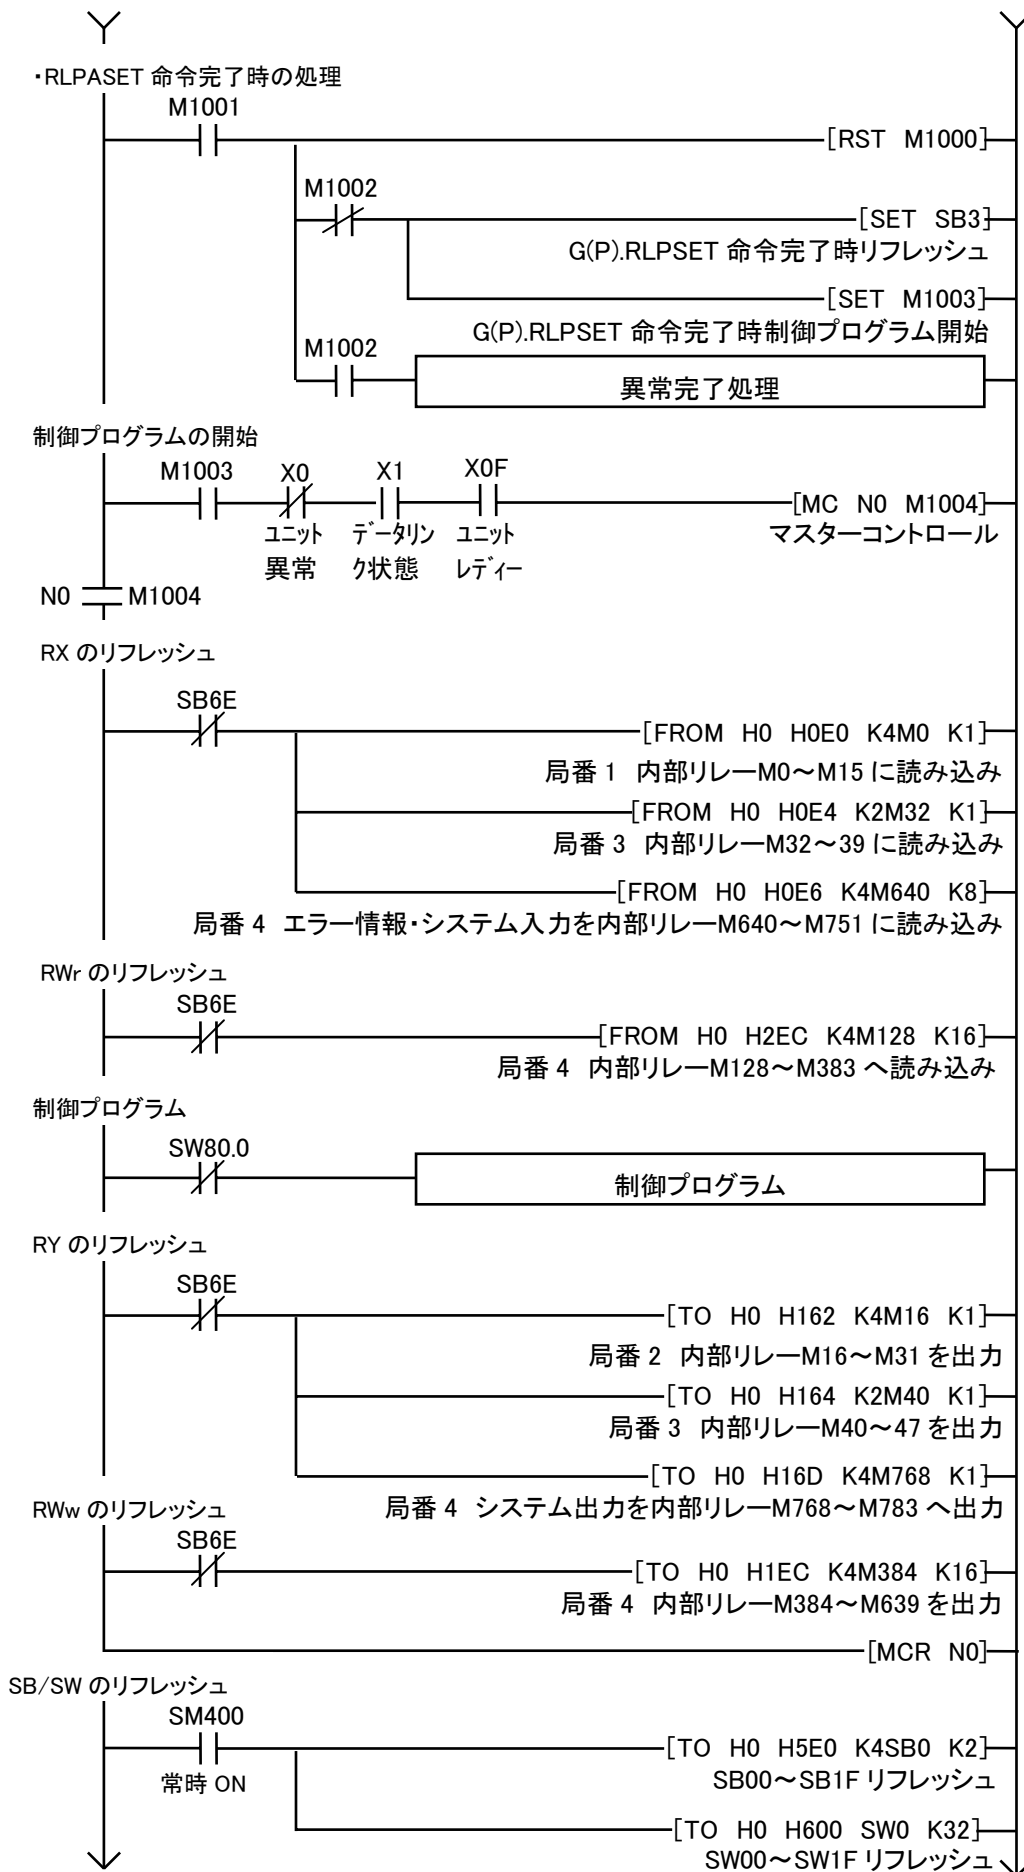 ・RLPASET 命令完了時の処理
M1001
[RST M1000]
M1002
[SET SB3]
G(P).RLPSET 命令完了時リフレッシュ
[SET M1003]
G(P).RLPSET 命令完了時制御プログラム開始
M1002
異常完了処理
制御プログラムの開始
M1003 X0 X1 X0F
[MC N0 M1004]
ユニット データリン ユニット マスターコントロール
異常 ク状態 レディー
N0 M1004
RX のリフレッシュ
SB6E
[FROM H0 H0E0 K4M0 K1]
局番 1 内部リレーM0～M15 に読み込み
[FROM H0 H0E4 K2M32 K1]
局番 3 内部リレーM32～39 に読み込み
[FROM H0 H0E6 K4M640 K8]
局番 4 エラー情報・システム入力を内部リレーM640～M751 に読み込み
RWr のリフレッシュ
SB6E
[FROM H0 H2EC K4M128 K16]
局番 4 内部リレーM128～M383 へ読み込み
制御プログラム
SW80.0
制御プログラム
RY のリフレッシュ
SB6E
[TO H0 H162 K4M16 K1]
局番 2 内部リレーM16～M31 を出力
[TO H0 H164 K2M40 K1]
局番 3 内部リレーM40～47 を出力
[TO H0 H16D K4M768 K1]
局番 4 システム出力を内部リレーM768～M783 へ出力
RWw のリフレッシュ
SB6E
[TO H0 H1EC K4M384 K16]
局番 4 内部リレーM384～M639 を出力
[MCR N0]
SB/SW のリフレッシュ
SM400
[TO H0 H5E0 K4SB0 K2]
常時 ON
SB00～SB1F リフレッシュ
[TO H0 H600 SW0 K32]
SW00～SW1F リフレッシュ